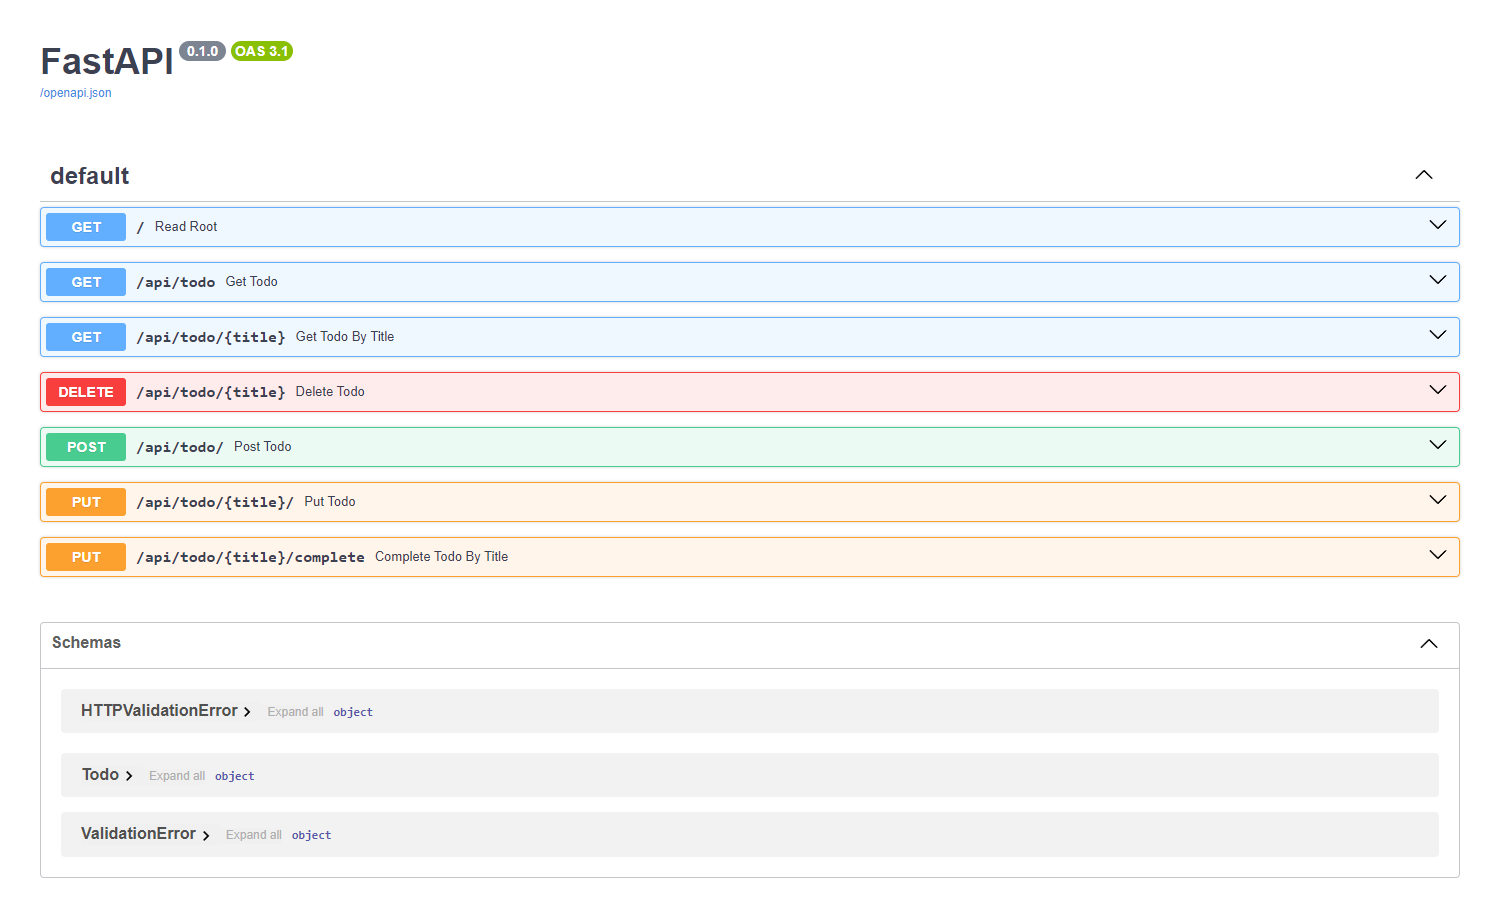 FastAPI 0.1.0 OAS 3.1
/openapi.json
default
GET / Read Root
GET /api/todo Get Todo
GET /api/todo/{title} Get Todo By Title
DELETE /api/todo/{title} Delete Todo
POST /api/todo/ Post Todo
PUT /api/todo/{title}/ Put Todo
PUT /api/todo/{title}/complete Complete Todo By Title
Schemas
HTTPValidationError Expand all object
Todo Expand all object
ValidationError Expand all object